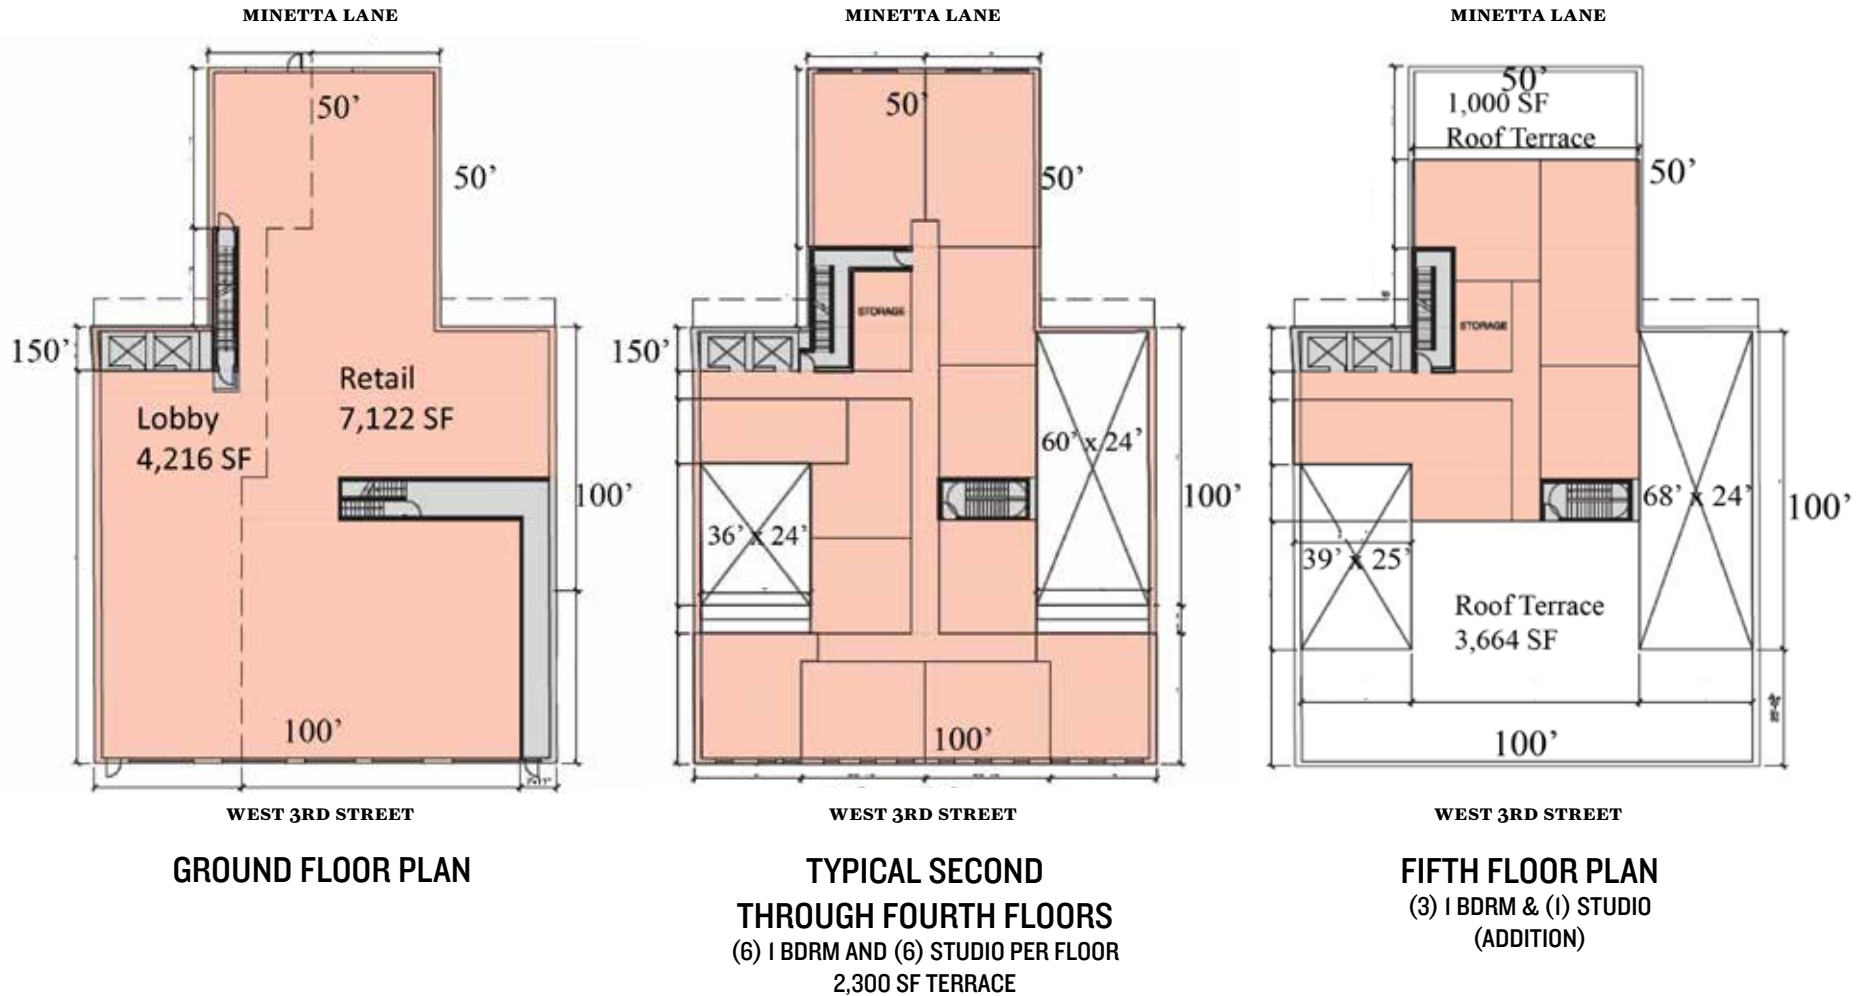 MINETTA LANE
50’
50’
150’
Lobby
4,216 SF
Retail
7,122 SF
100’
100’
WEST 3RD STREET
GROUND FLOOR PLAN
MINETTA LANE
50’
50’
STORAGE
150’
60’ x 24’
36’ x 24’
100’
100’
WEST 3RD STREET
TYPICAL SECOND
THROUGH FOURTH FLOORS
(6) 1 BDRM AND (6) STUDIO PER FLOOR
2,300 SF TERRACE
MINETTA LANE
50’
1,000 SF
Roof Terrace
50’
STORAGE
68’ x 24’
100’
39’ x 25’
Roof Terrace
3,664 SF
100’
WEST 3RD STREET
FIFTH FLOOR PLAN
(3) 1 BDRM & (1) STUDIO
(ADDITION)